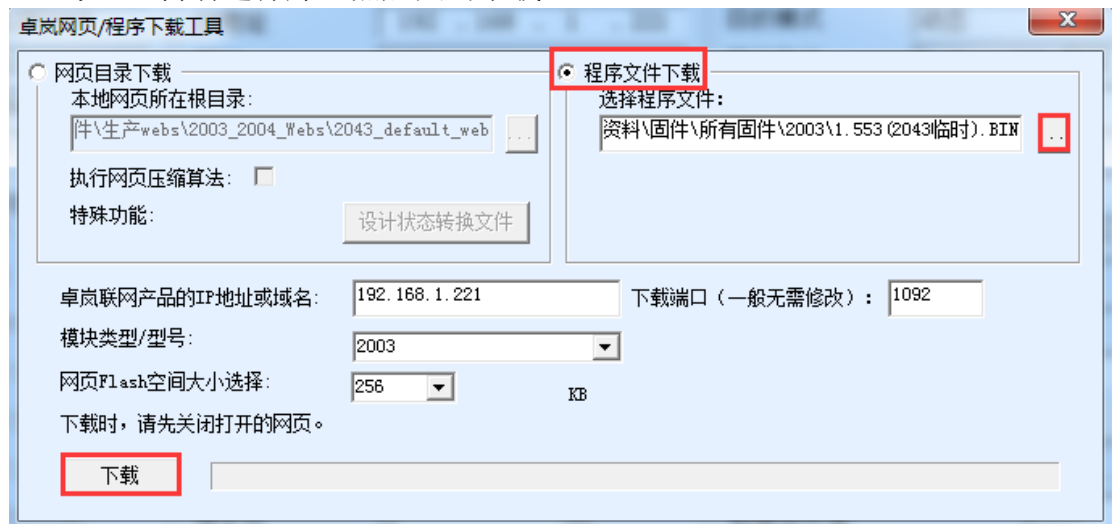 卓岚网页/程序下载工具
网页目录下载
本地网页所在根目录:
件\生产webs\2003_2004_Webs\2043_default_web
...
执行网页压缩算法:
特殊功能:
设计状态转换文件
程序文件下载
选择程序文件:
资料\固件\所有固件\2003\1.553(2043临时).BIN
..
卓岚联网产品的IP地址或域名:
192.168.1.221
下载端口（一般无需修改）:
1092
模块类型/型号:
2003
网页Flash空间大小选择:
256
KB
下载时，请先关闭打开的网页。
下载